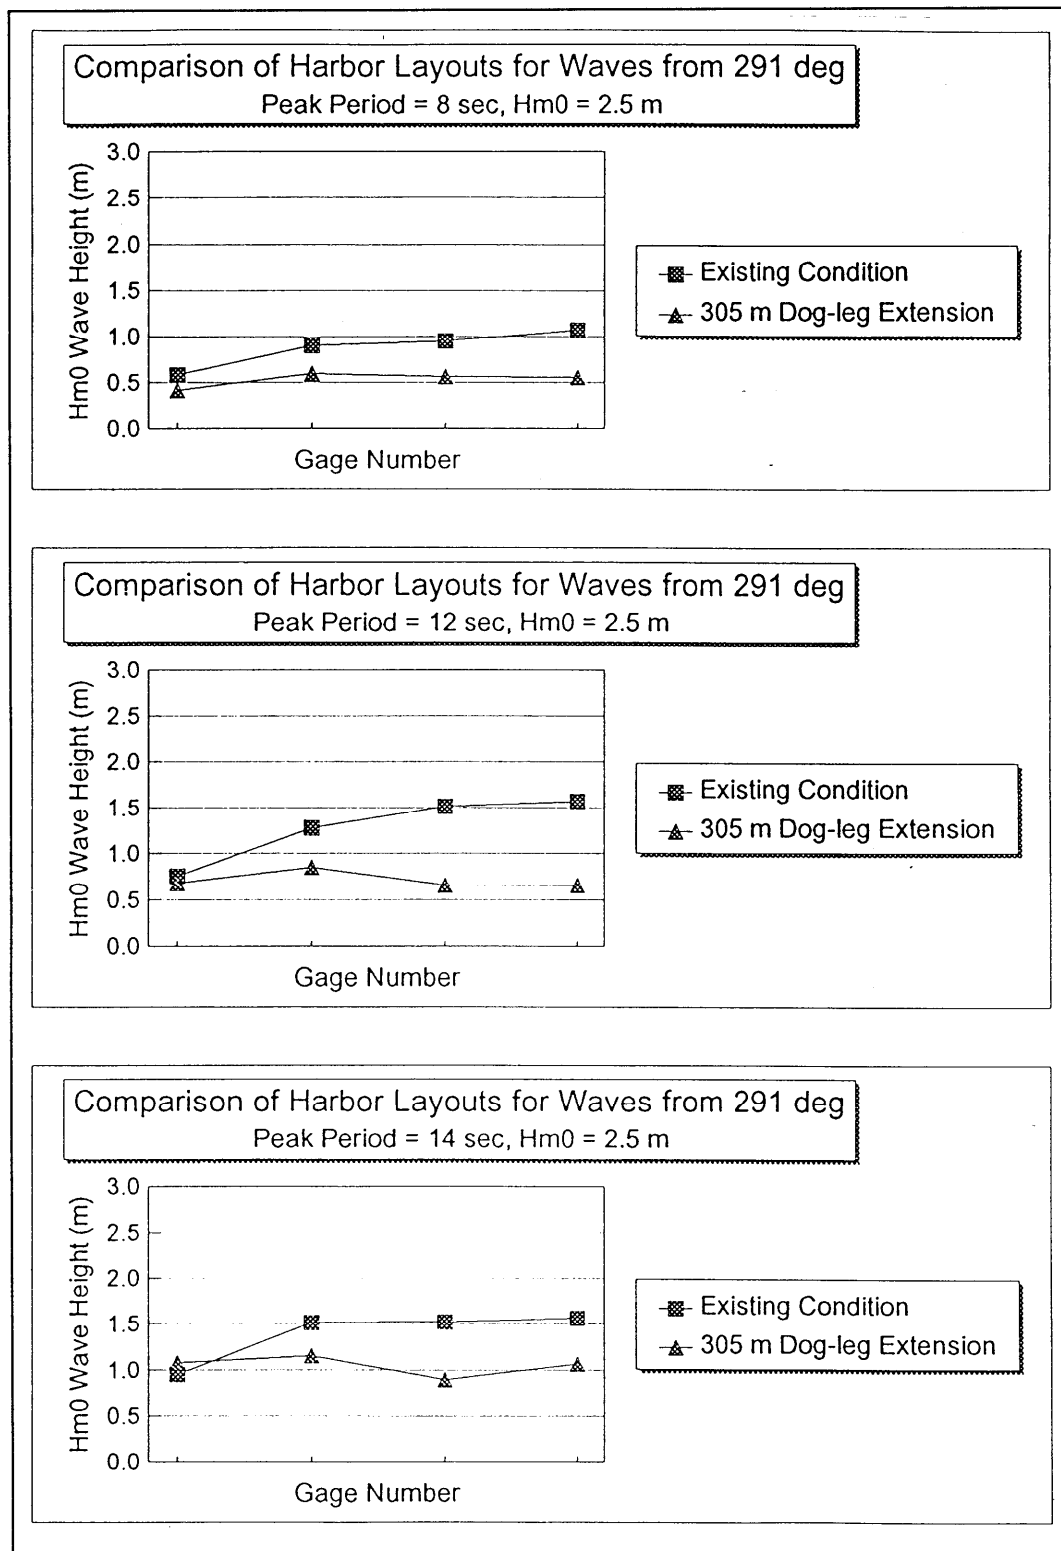 Comparison of Harbor Layouts for Waves from 291 deg
Peak Period = 8 sec, Hm0 = 2.5 m
Hm0 Wave Height (m)
3.0
2.5
2.0
1.5
1.0
0.5
0.0
Gage Number
Existing Condition
305 m Dog-leg Extension
Comparison of Harbor Layouts for Waves from 291 deg
Peak Period = 12 sec, Hm0 = 2.5 m
Hm0 Wave Height (m)
3.0
2.5
2.0
1.5
1.0
0.5
0.0
Gage Number
Existing Condition
305 m Dog-leg Extension
Comparison of Harbor Layouts for Waves from 291 deg
Peak Period = 14 sec, Hm0 = 2.5 m
Hm0 Wave Height (m)
3.0
2.5
2.0
1.5
1.0
0.5
0.0
Gage Number
Existing Condition
305 m Dog-leg Extension